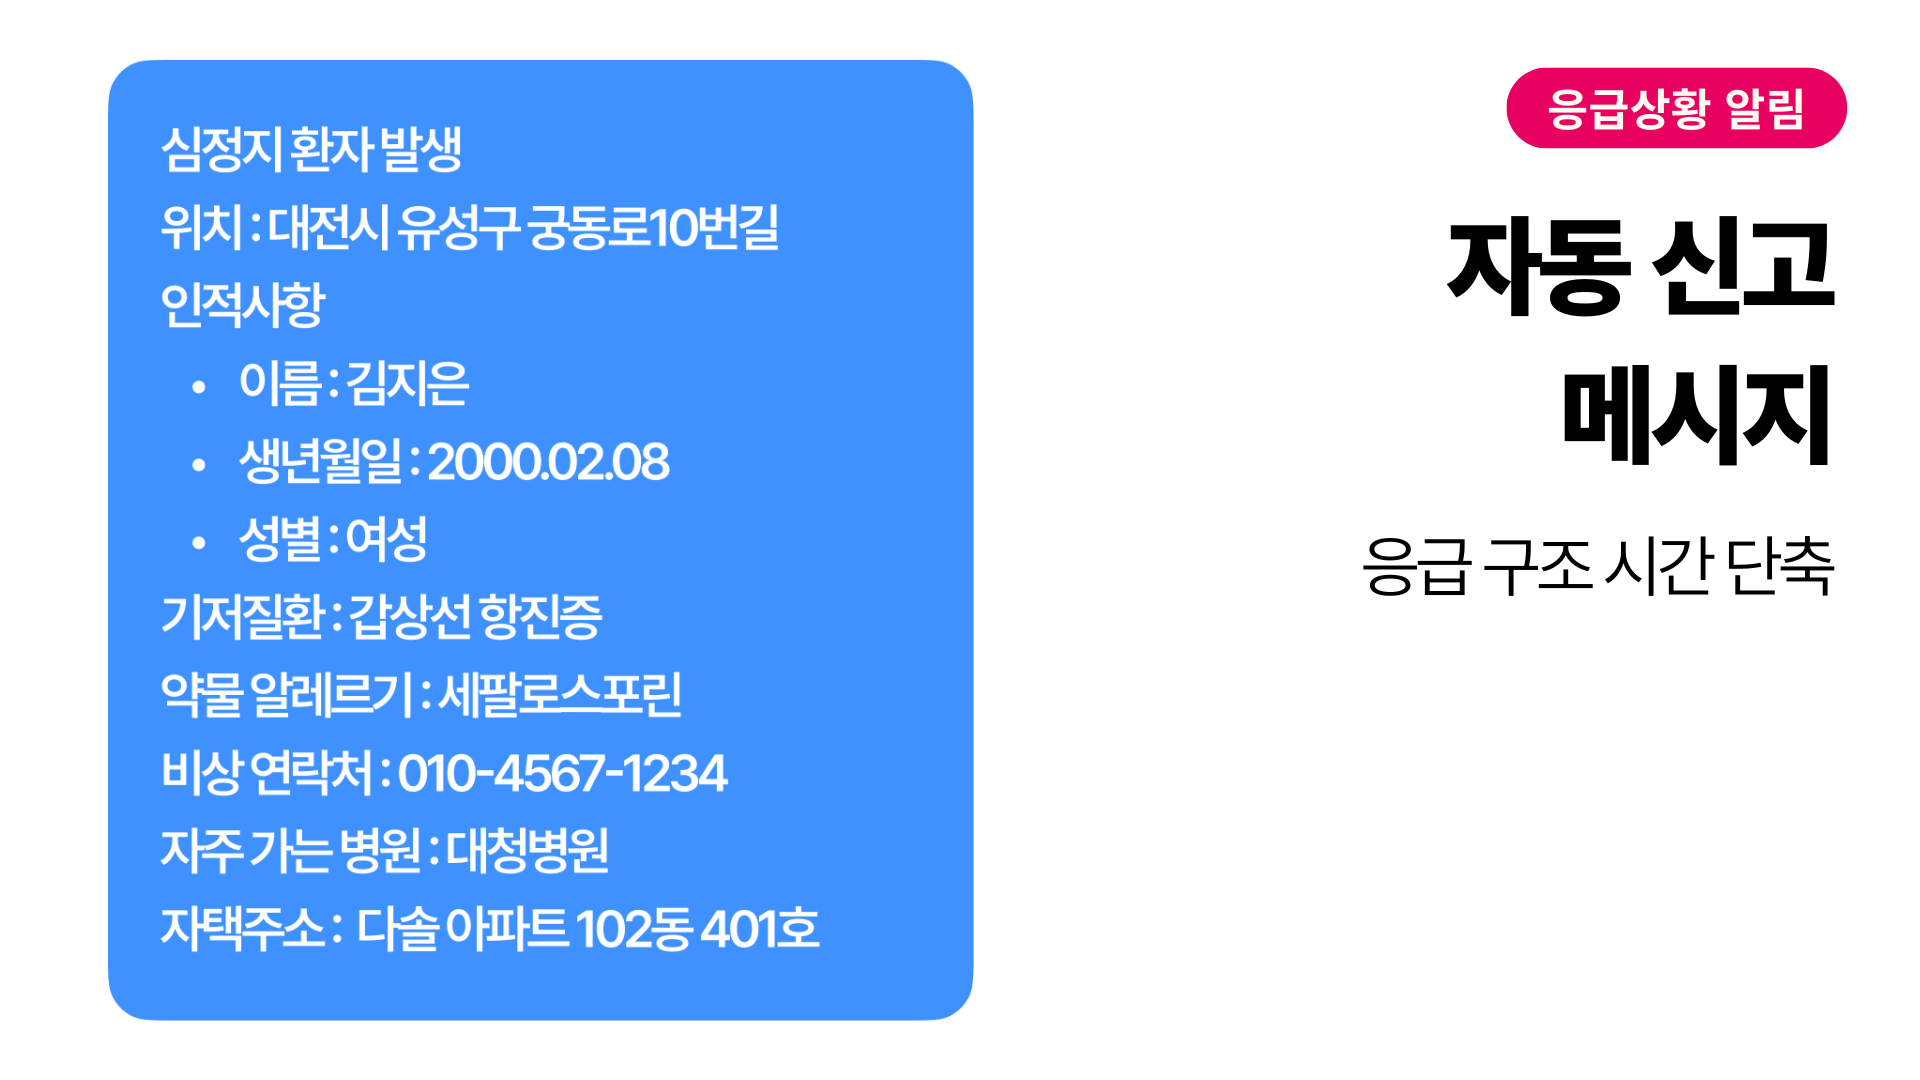 심정지 환자 발생
위치 : 대전시 유성구 궁동로10번길
인적사항
• 이름 : 김지은
• 생년월일 : 2000.02.08
• 성별 : 여성
기저질환 : 갑상선 항진증
약물 알레르기 : 세팔로스포린
비상 연락처 : 010-4567-1234
자주 가는 병원 : 대청병원
자택주소 : 다솔 아파트 102동 401호
응급상황 알림
자동 신고
메시지
응급 구조 시간 단축